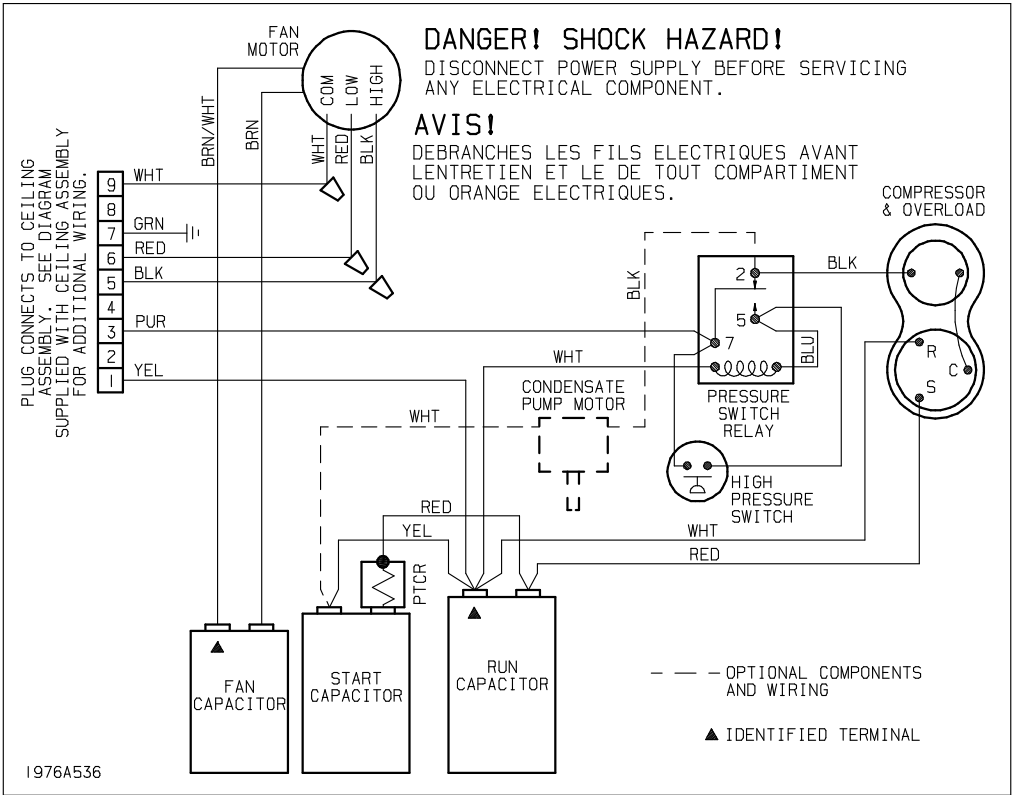 FAN
MOTOR
DANGER! SHOCK HAZARD!
DISCONNECT POWER SUPPLY BEFORE SERVICING
ANY ELECTRICAL COMPONENT.
AVIS!
DEBRANCHES LES FILS ELECTRIQUES AVANT
LENTRETIEN ET LE DE TOUT COMPARTIMENT
OU ORANGE ELECTRIQUES.
COM
LOW
HIGH
WHT
RED
BLK
BRN/WHT
BRN
PLUG CONNECTS TO CEILING
ASSEMBLY. SEE DIAGRAM
SUPPLIED WITH CEILING ASSEMBLY
FOR ADDITIONAL WIRING.
9 WHT
8
7 GRN
6 RED
5 BLK
4
3 PUR
2
1 YEL
COMPRESSOR
& OVERLOAD
BLK
BLK
2
5
7
BLU
R
C
S
WHT
PRESSURE
SWITCH
RELAY
CONDENSATE
PUMP MOTOR
WHT
HIGH
PRESSURE
SWITCH
RED
YEL
WHT
RED
PTCR
FAN
CAPACITOR
START
CAPACITOR
RUN
CAPACITOR
OPTIONAL COMPONENTS
AND WIRING
IDENTIFIED TERMINAL
1976A536